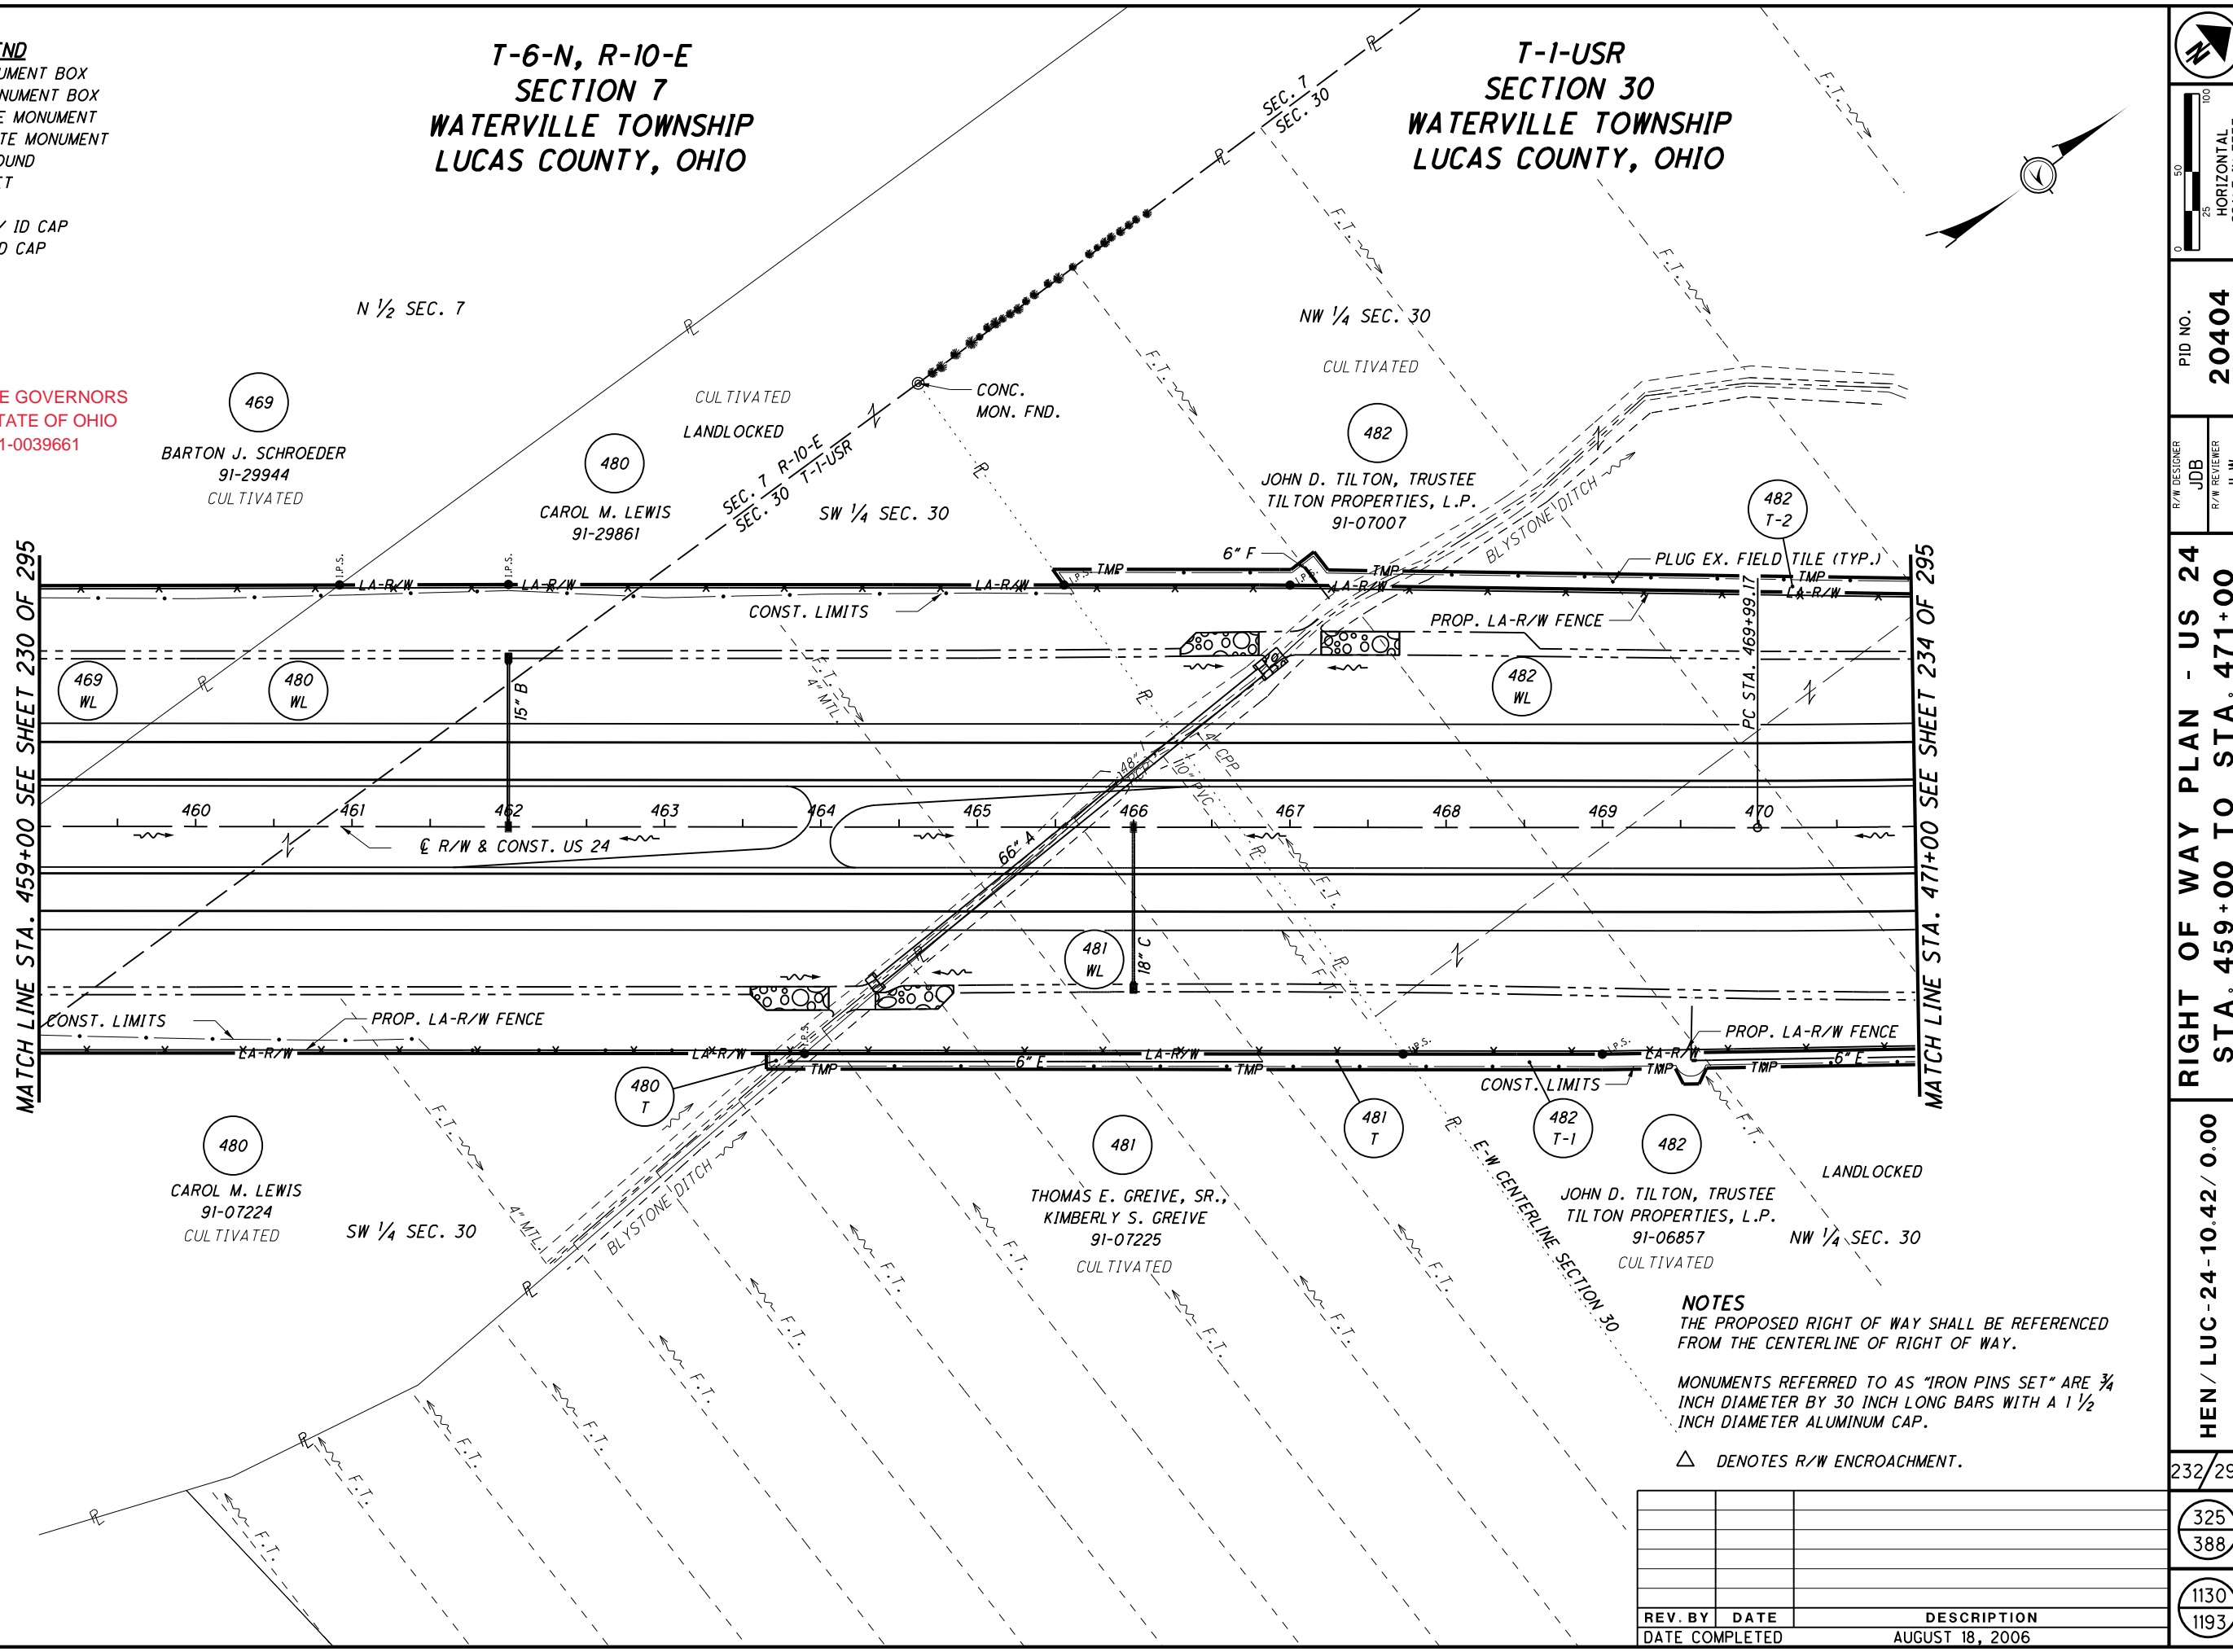 END
UMENT BOX
NUMENT BOX
E MONUMENT
TE MONUMENT
OUND
ET
/ ID CAP
D CAP
T-6-N, R-10-E
SECTION 7
WATERVILLE TOWNSHIP
LUCAS COUNTY, OHIO
T-1-USR
SECTION 30
WATERVILLE TOWNSHIP
LUCAS COUNTY, OHIO
SEC. 7
SEC. 30
N 1/2 SEC. 7
NW 1/4 SEC. 30
CULTIVATED
E GOVERNORS
TATE OF OHIO
1-0039661
469
BARTON J. SCHROEDER
91-29944
CULTIVATED
480
CAROL M. LEWIS
91-29861
CULTIVATED
LANDLOCKED
CONC.
MON. FND.
SEC. 7 R-10-E
SEC. 30 T-1-USR
SW 1/4 SEC. 30
482
JOHN D. TILTON, TRUSTEE
TILTON PROPERTIES, L.P.
91-07007
BLYSTONE DITCH
482
T-2
6" F
PLUG EX. FIELD TILE (TYP.)
F.T.
F.T.
F.T.
F.T.
I.P.S.
I.P.S.
I.P.S.
I.P.S.
LA-R/W
LA-R/W
LA-R/W
LA-R/W
LA-R/W
TMP
TMP
TMP
CONST. LIMITS
PROP. LA-R/W FENCE
PC STA. 469+99.17
MATCH LINE STA. 459+00 SEE SHEET 230 OF 295
MATCH LINE STA. 471+00 SEE SHEET 234 OF 295
469
WL
480
WL
15" B
F.T.
4" MTL.
482
WL
48"
4" CPP
10" PVC
460
461
462
463
464
465
466
467
468
469
470
℄ R/W & CONST. US 24
66" A
F.T.
F.T.
481
WL
18" C
CONST. LIMITS
PROP. LA-R/W FENCE
PROP. LA-R/W FENCE
I.P.S.
I.P.S.
I.P.S.
LA-R/W
LA-R/W
LA-R/W
LA-R/W
TMP
6" E
TMP
TMP
TMP
6" E
CONST. LIMITS
480
T
481
T
482
T-1
480
CAROL M. LEWIS
91-07224
CULTIVATED
SW 1/4 SEC. 30
F.T.
4" MTL.
BLYSTONE DITCH
481
THOMAS E. GREIVE, SR.,
KIMBERLY S. GREIVE
91-07225
CULTIVATED
E-W CENTERLINE SECTION 30
482
JOHN D. TILTON, TRUSTEE
TILTON PROPERTIES, L.P.
91-06857
CULTIVATED
F.T.
LANDLOCKED
NW 1/4 SEC. 30
F.T.
F.T.
F.T.
F.T.
F.T.
F.T.
F.T.
F.T.
F.T.
F.T.
F.T.
F.T.
NOTES
THE PROPOSED RIGHT OF WAY SHALL BE REFERENCED
FROM THE CENTERLINE OF RIGHT OF WAY.
MONUMENTS REFERRED TO AS "IRON PINS SET" ARE 3/4
INCH DIAMETER BY 30 INCH LONG BARS WITH A 1 1/2
INCH DIAMETER ALUMINUM CAP.
△ DENOTES R/W ENCROACHMENT.
REV. BY DATE DESCRIPTION
DATE COMPLETED AUGUST 18, 2006
N
0 25 50 100
HORIZONTAL
PID NO.
20404
R/W DESIGNER
JDB
R/W REVIEWER
RIGHT OF WAY PLAN - US 24
STA. 459+00 TO STA. 471+00
HEN/LUC-24-10.42/0.00
232/29
325
388
1130
1193